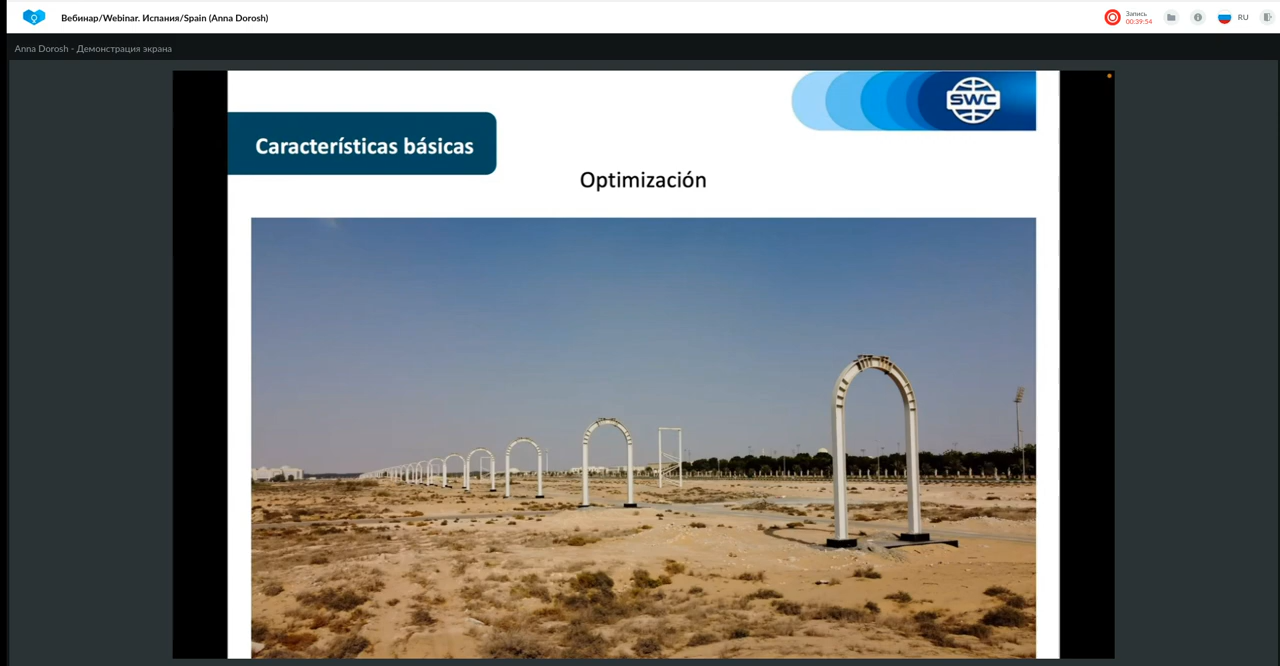 Вебинар/Webinar. Испания/Spain (Anna Dorosh)
Запись
00:39:54
RU
Anna Dorosh - Демонстрация экрана
SWC
Características básicas
Optimización